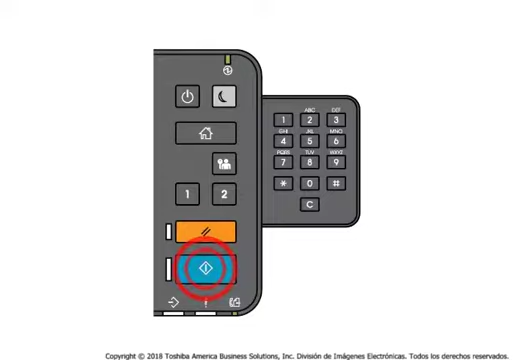 ABC DEF
1 2 3
GHI JKL MNO
4 5 6
PQRS TUV WXYZ
7 8 9
* 0 #
1 2
C
Copyright © 2018 Toshiba America Business Solutions, Inc. División de Imágenes Electrónicas. Todos los derechos reservados.